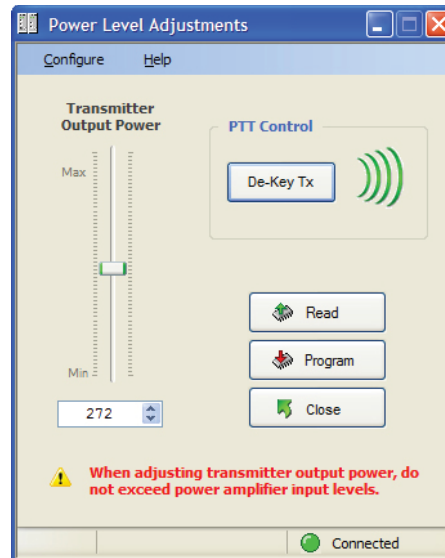 Power Level Adjustments
Configure Help
Transmitter
Output Power
Max
Min
272
PTT Control
De-Key Tx
Read
Program
Close
When adjusting transmitter output power, do
not exceed power amplifier input levels.
Connected